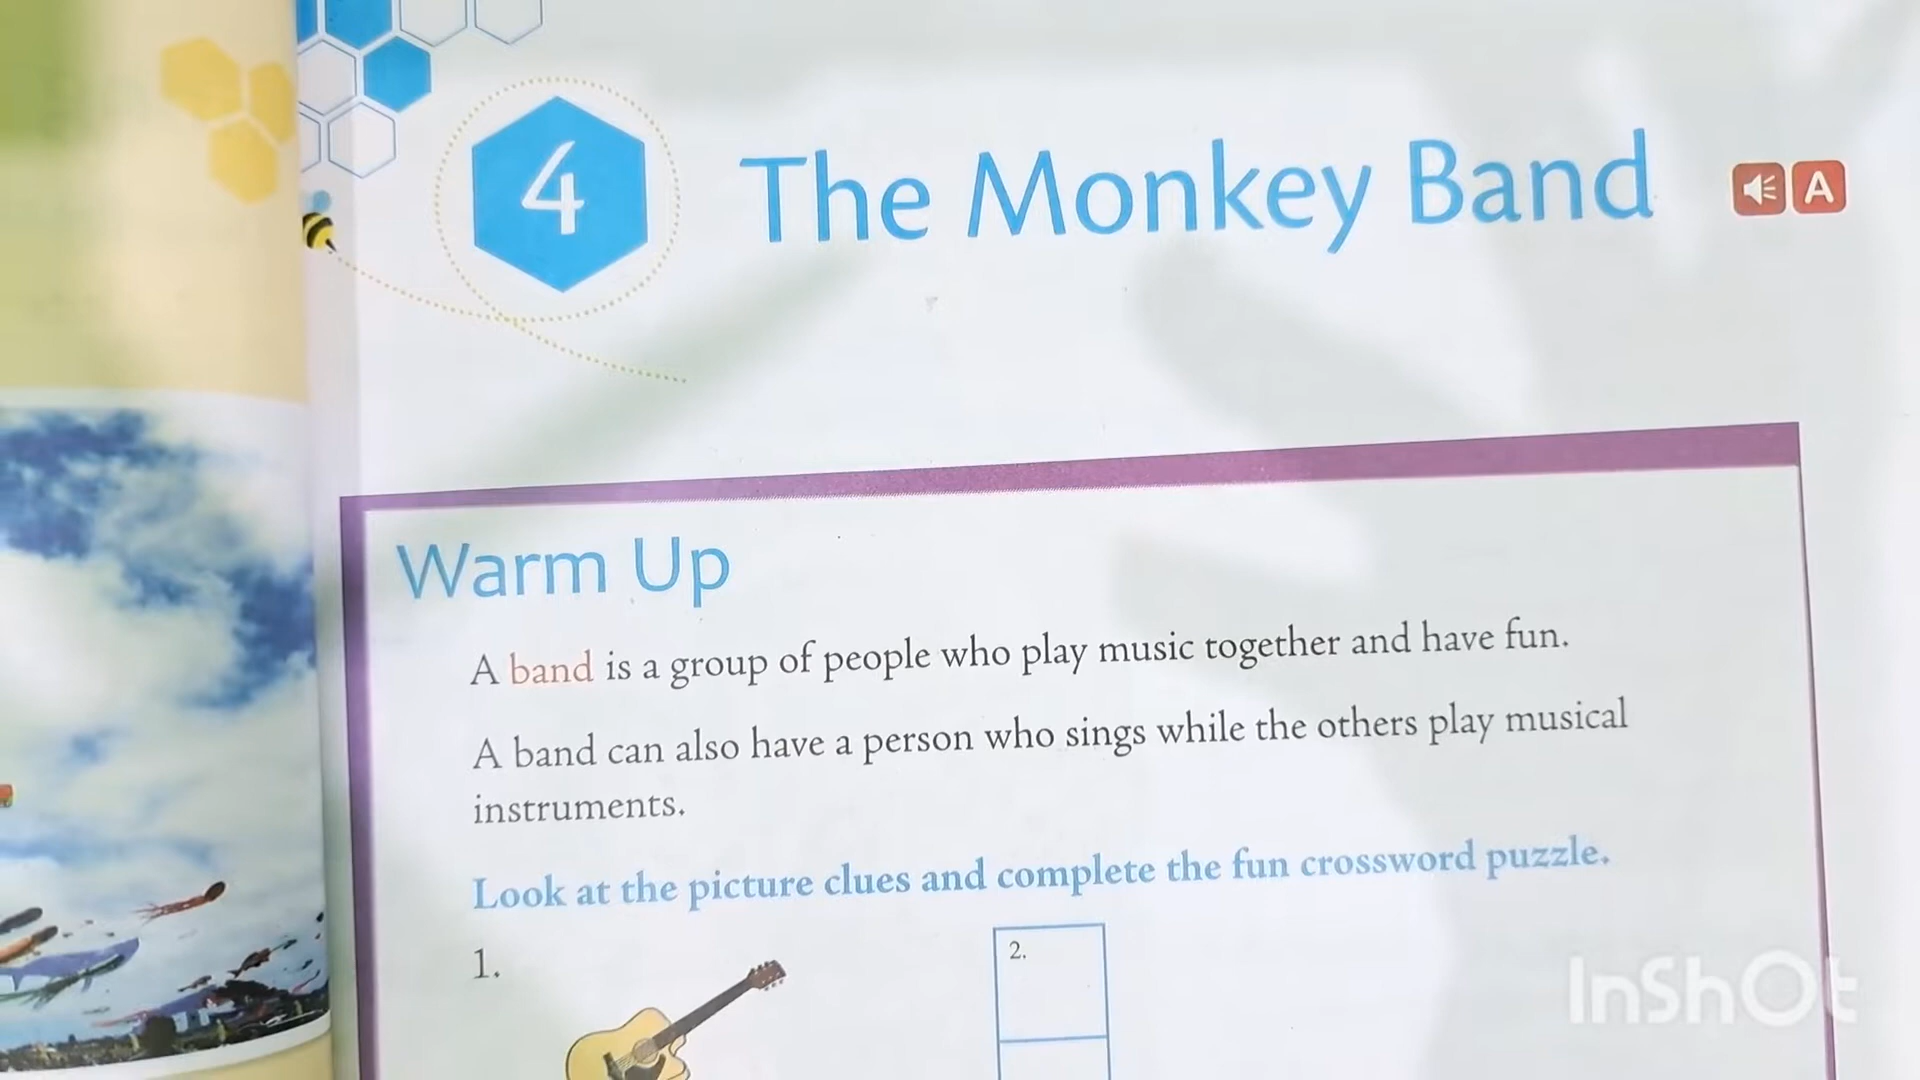 4 The Monkey Band A
Warm Up
A band is a group of people who play music together and have fun.
A band can also have a person who sings while the others play musical
instruments.
Look at the picture clues and complete the fun crossword puzzle.
1.
2.
InShOt